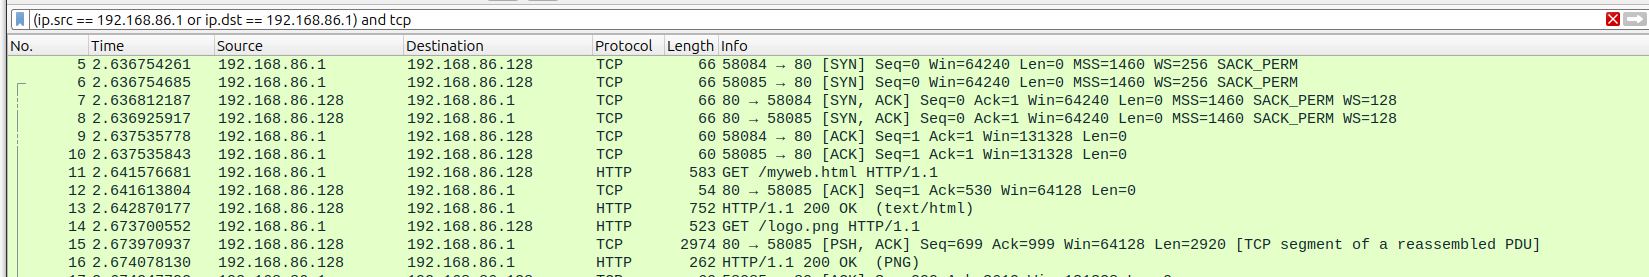 (ip.src == 192.168.86.1 or ip.dst == 192.168.86.1) and tcp
No. Time Source Destination Protocol Length Info
5 2.636754261 192.168.86.1 192.168.86.128 TCP 66 58084 → 80 [SYN] Seq=0 Win=64240 Len=0 MSS=1460 WS=256 SACK_PERM
6 2.636754685 192.168.86.1 192.168.86.128 TCP 66 58085 → 80 [SYN] Seq=0 Win=64240 Len=0 MSS=1460 WS=256 SACK_PERM
7 2.636812187 192.168.86.128 192.168.86.1 TCP 66 80 → 58084 [SYN, ACK] Seq=0 Ack=1 Win=64240 Len=0 MSS=1460 SACK_PERM WS=128
8 2.636925917 192.168.86.128 192.168.86.1 TCP 66 80 → 58085 [SYN, ACK] Seq=0 Ack=1 Win=64240 Len=0 MSS=1460 SACK_PERM WS=128
9 2.637535778 192.168.86.1 192.168.86.128 TCP 60 58084 → 80 [ACK] Seq=1 Ack=1 Win=131328 Len=0
10 2.637535843 192.168.86.1 192.168.86.128 TCP 60 58085 → 80 [ACK] Seq=1 Ack=1 Win=131328 Len=0
11 2.641576681 192.168.86.1 192.168.86.128 HTTP 583 GET /myweb.html HTTP/1.1
12 2.641613804 192.168.86.128 192.168.86.1 TCP 54 80 → 58085 [ACK] Seq=1 Ack=530 Win=64128 Len=0
13 2.642870177 192.168.86.128 192.168.86.1 HTTP 752 HTTP/1.1 200 OK (text/html)
14 2.673700552 192.168.86.1 192.168.86.128 HTTP 523 GET /logo.png HTTP/1.1
15 2.673970937 192.168.86.128 192.168.86.1 TCP 2974 80 → 58085 [PSH, ACK] Seq=699 Ack=999 Win=64128 Len=2920 [TCP segment of a reassembled PDU]
16 2.674078130 192.168.86.128 192.168.86.1 HTTP 262 HTTP/1.1 200 OK (PNG)